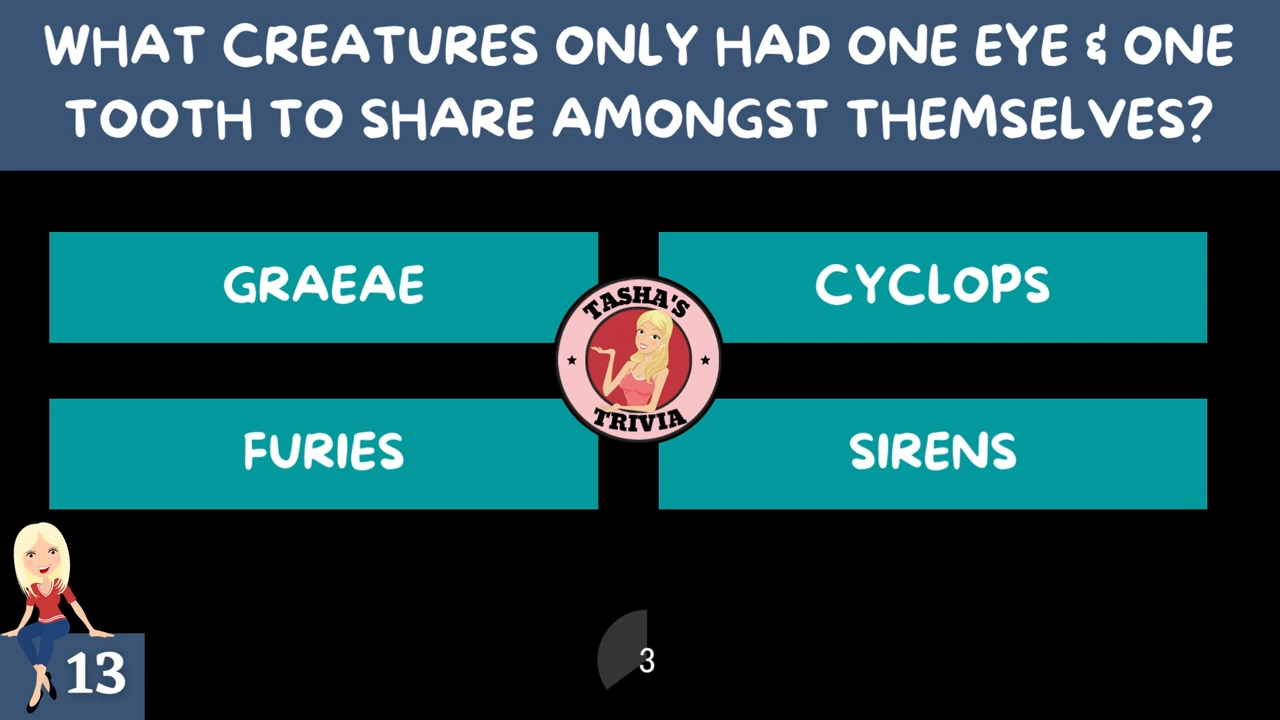 WHAT CREATURES ONLY HAD ONE EYE & ONE
TOOTH TO SHARE AMONGST THEMSELVES?
GRAEAE
CYCLOPS
TASHA'S
TRIVIA
FURIES
SIRENS
13
3